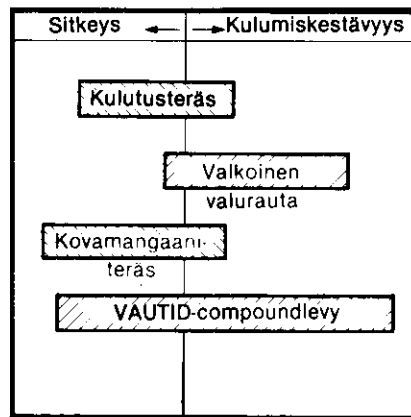 Sitkeys Kulumiskestävyys
Kulutusteräs
Valkoinen
valurauta
Kovamangaani-
teräs
VAUTID-compoundlevy